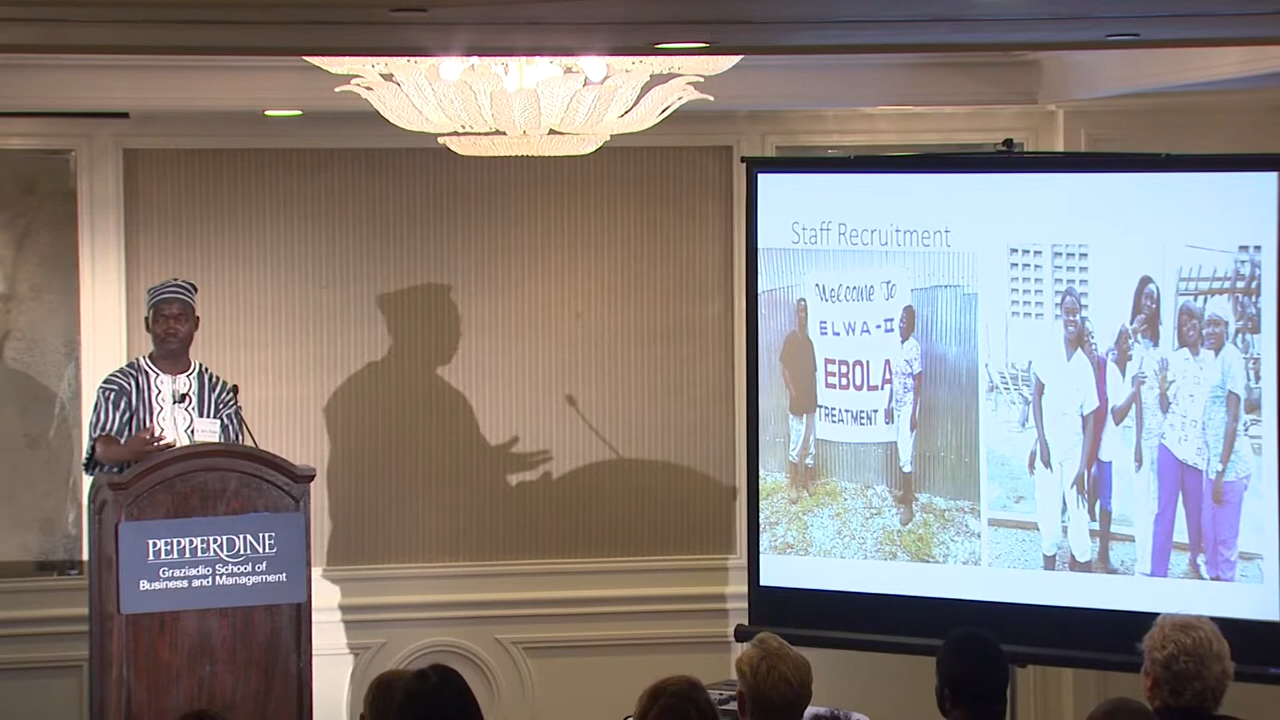 Staff Recruitment
Welcome To
ELWA-II
EBOLA
TREATMENT U
PEPPERDINE
Graziadio School of
Business and Management